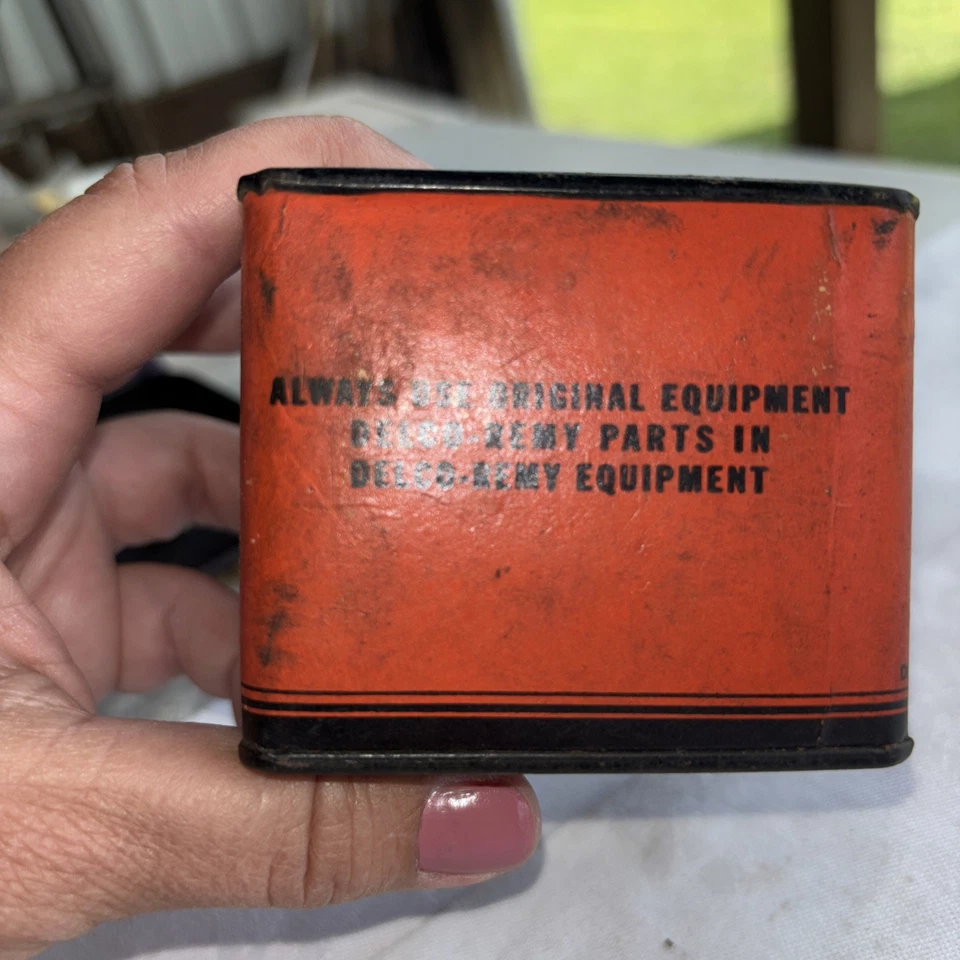 ALWAYS USE ORIGINAL EQUIPMENT
DELCO-REMY PARTS IN
DELCO-REMY EQUIPMENT